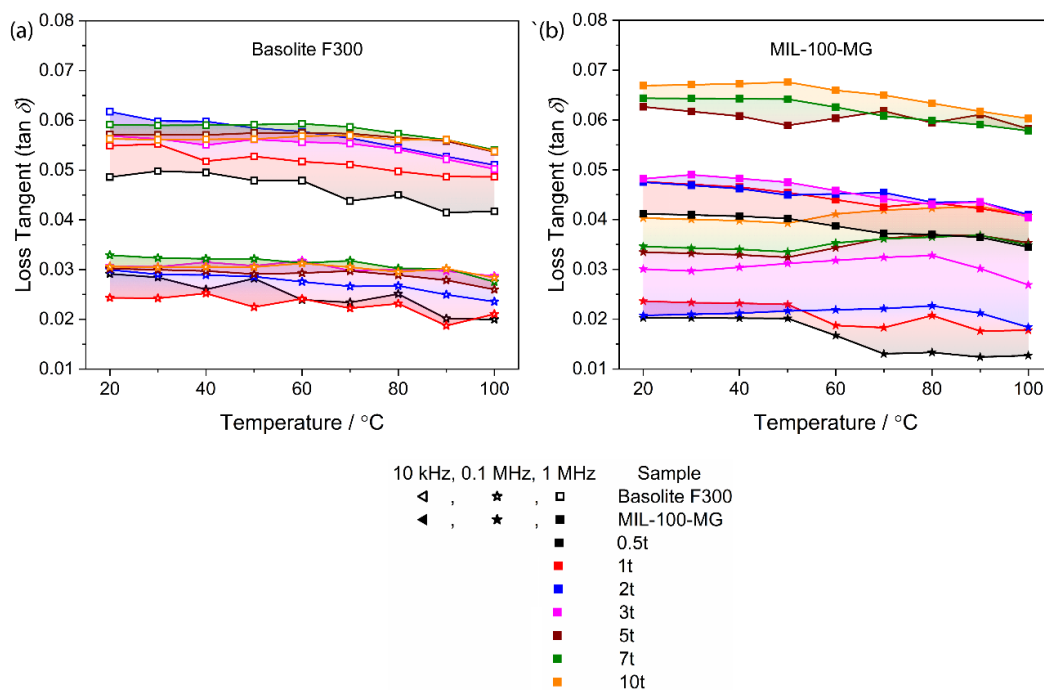 (a)
Basolite F300
Loss Tangent (tan δ)
0.08
0.07
0.06
0.05
0.04
0.03
0.02
0.01
20 40 60 80 100
Temperature / °C
`(b)
MIL-100-MG
Loss Tangent (tan δ)
0.08
0.07
0.06
0.05
0.04
0.03
0.02
0.01
20 40 60 80 100
Temperature / °C
10 kHz, 0.1 MHz, 1 MHz Sample
, , Basolite F300
, , MIL-100-MG
0.5t
1t
2t
3t
5t
7t
10t